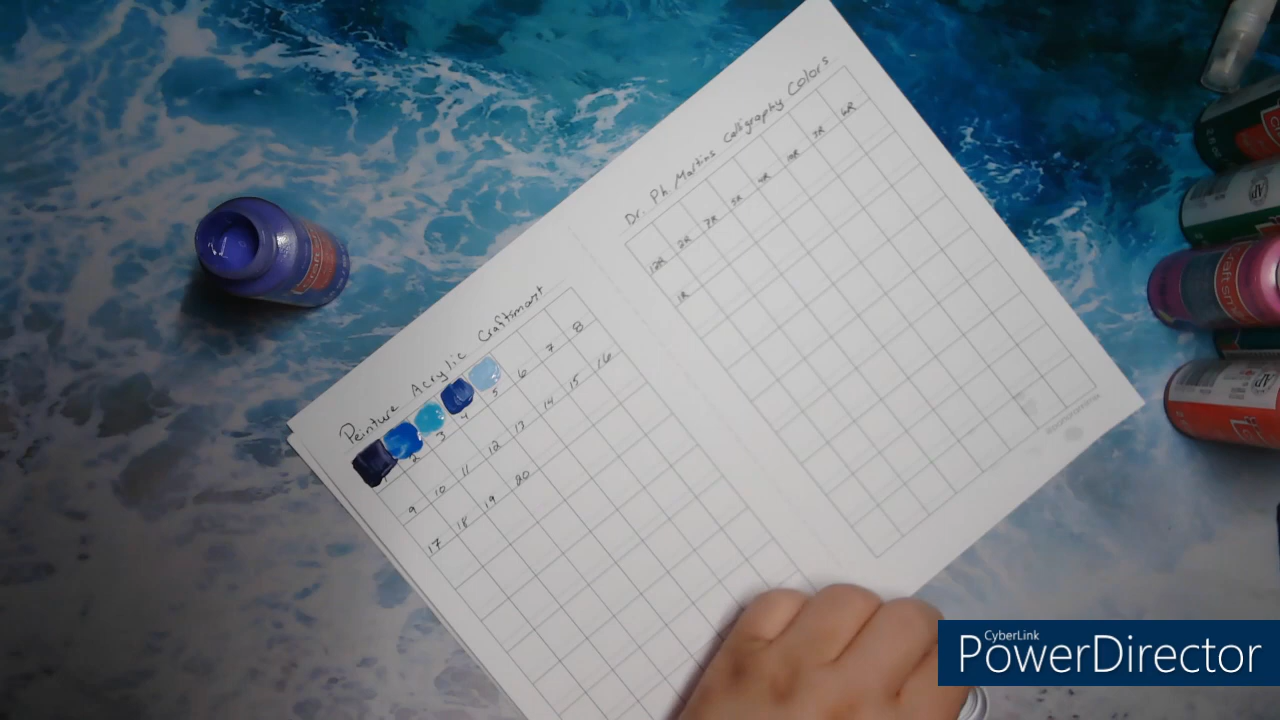 Peinture Acrylic Craftsmart
1 2 3 4 5 6 7 8
9 10 11 12 13 14 15 16
17 18 19 20
Dr. Ph. Martins Calligraphy Colors
12R 2R 7R 5R 10R 3R 6R
1R
AP
AP
CyberLink
PowerDirector